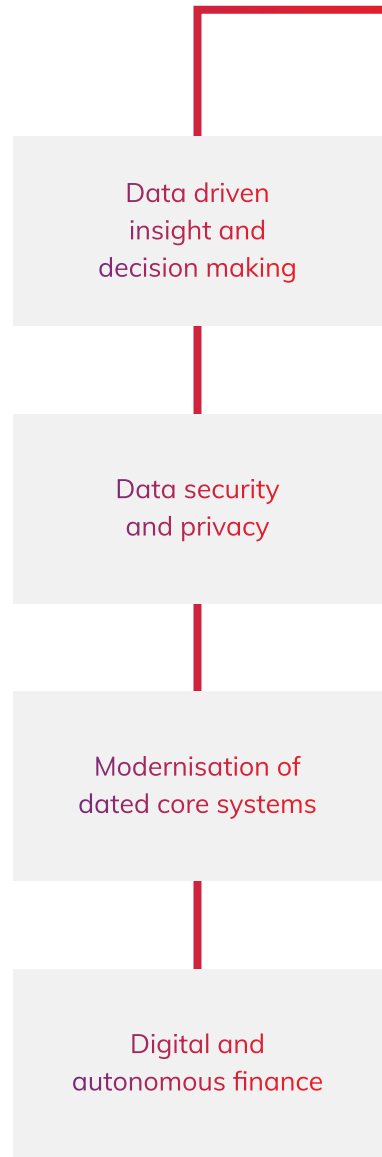 Data driven
insight and
decision making
Data security
and privacy
Modernisation of
dated core systems
Digital and
autonomous finance